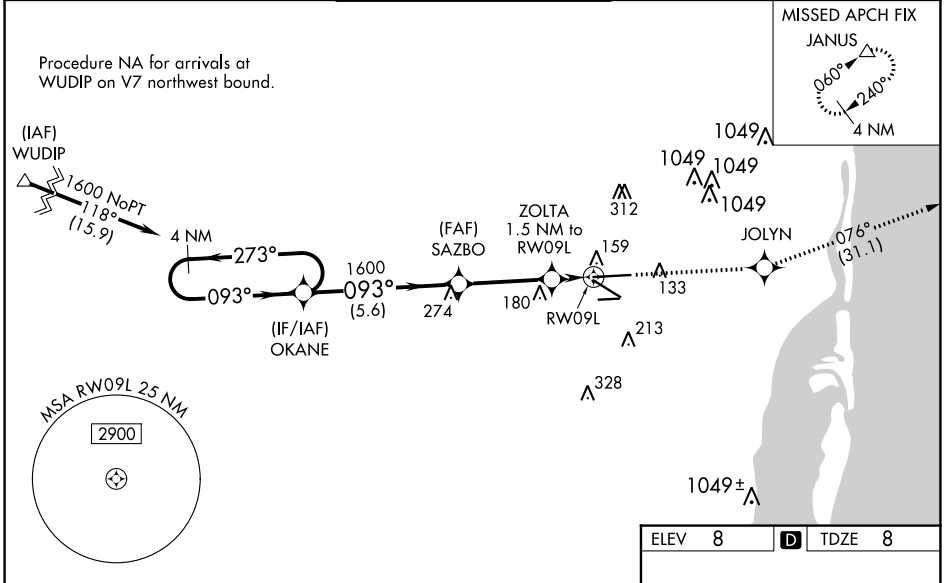 MISSED APCH FIX
JANUS
060°
240°
4 NM
Procedure NA for arrivals at
WUDIP on V7 northwest bound.
(IAF)
WUDIP
1600 NoPT
118°
(15.9)
4 NM
273°
093°
(IF/IAF)
OKANE
1600
093°
(5.6)
(FAF)
SAZBO
274
ZOLTA
1.5 NM to
RW09L
180
159
RW09L
312
133
213
328
1049
1049
1049
1049
JOLYN
076°
(31.1)
1049±
MSA RW09L 25 NM
2900
ELEV 8 D TDZE 8